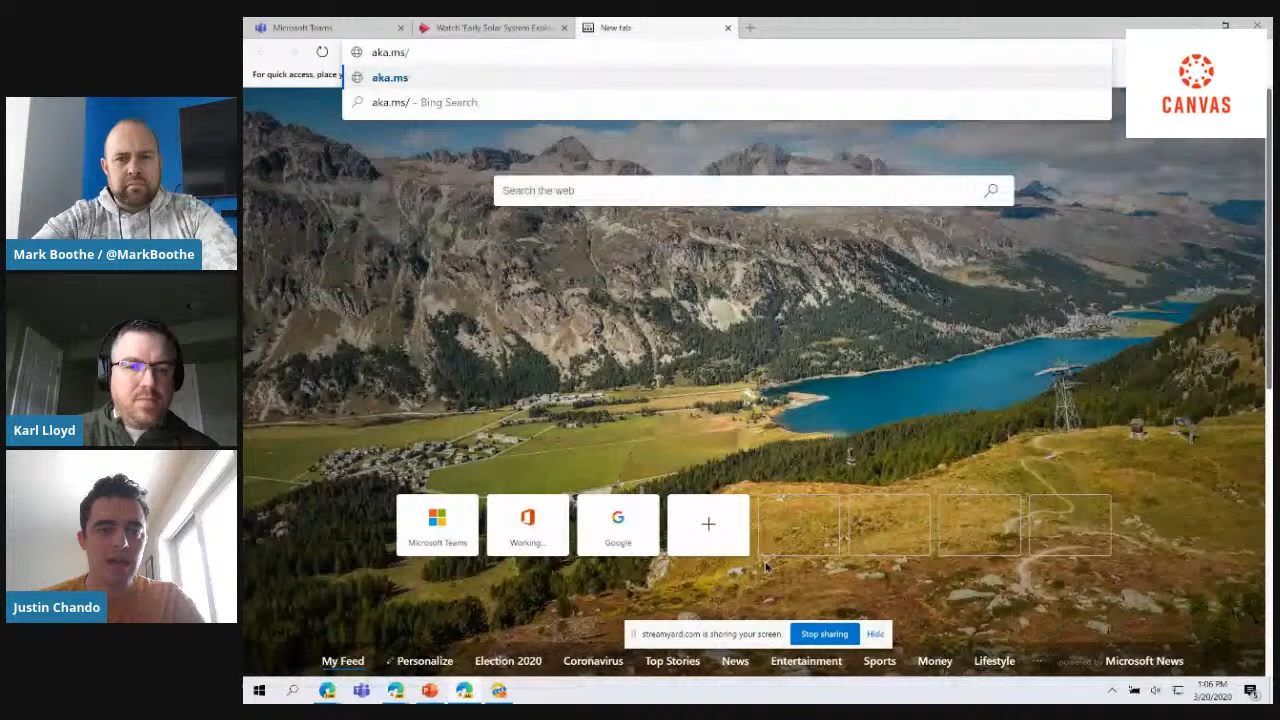 Microsoft Teams
Watch 'Early Solar System Explo
New tab
aka.ms/
For quick access, place y
aka.ms
aka.ms/ - Bing Search
CANVAS
Search the web
Mark Boothe / @MarkBoothe
Karl Lloyd
Justin Chando
Microsoft Teams
Working...
Google
streamyard.com is sharing your screen.
Stop sharing
Hide
My Feed
Personalize
Election 2020
Coronavirus
Top Stories
News
Entertainment
Sports
Money
Lifestyle
...
powered by Microsoft News
1:06 PM
3/20/2020